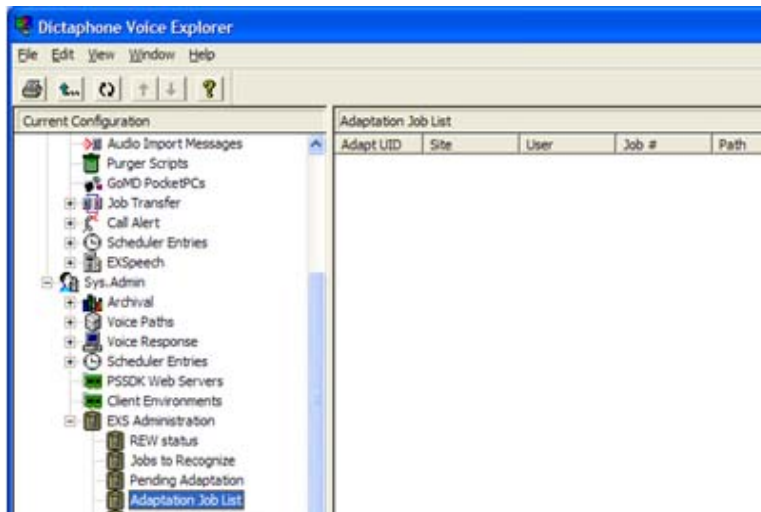 Dictaphone Voice Explorer
File Edit View Window Help
Current Configuration
Audio Import Messages
Purger Scripts
GoMD PocketPCs
Job Transfer
Call Alert
Scheduler Entries
EXSpeech
Sys.Admin
Archival
Voice Paths
Voice Response
Scheduler Entries
PSSDK Web Servers
Client Environments
EXS Administration
REW status
Jobs to Recognize
Pending Adaptation
Adaptation Job List
Adaptation Job List
Adapt UID Site User Job # Path